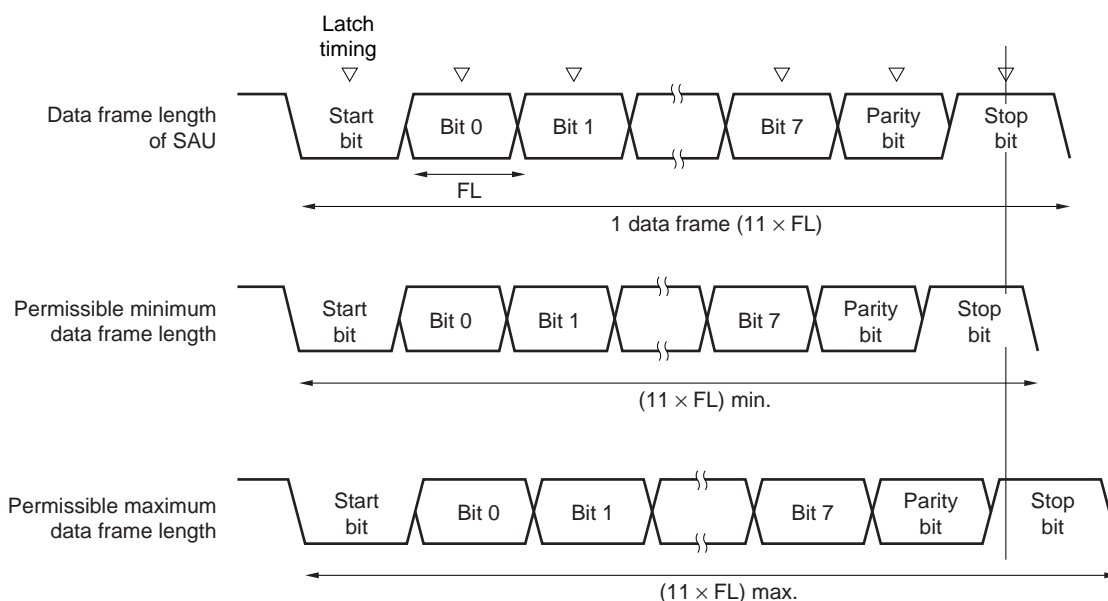 Latch
timing
Data frame length
of SAU
Start
bit
Bit 0
Bit 1
Bit 7
Parity
bit
Stop
bit
FL
1 data frame (11 × FL)
Permissible minimum
data frame length
Start
bit
Bit 0
Bit 1
Bit 7
Parity
bit
Stop
bit
(11 × FL) min.
Permissible maximum
data frame length
Start
bit
Bit 0
Bit 1
Bit 7
Parity
bit
Stop
bit
(11 × FL) max.